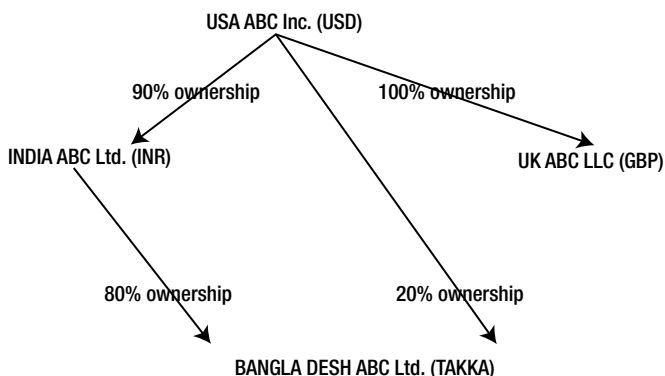 USA ABC Inc. (USD)
90% ownership
100% ownership
INDIA ABC Ltd. (INR)
UK ABC LLC (GBP)
80% ownership
20% ownership
BANGLA DESH ABC Ltd. (TAKKA)